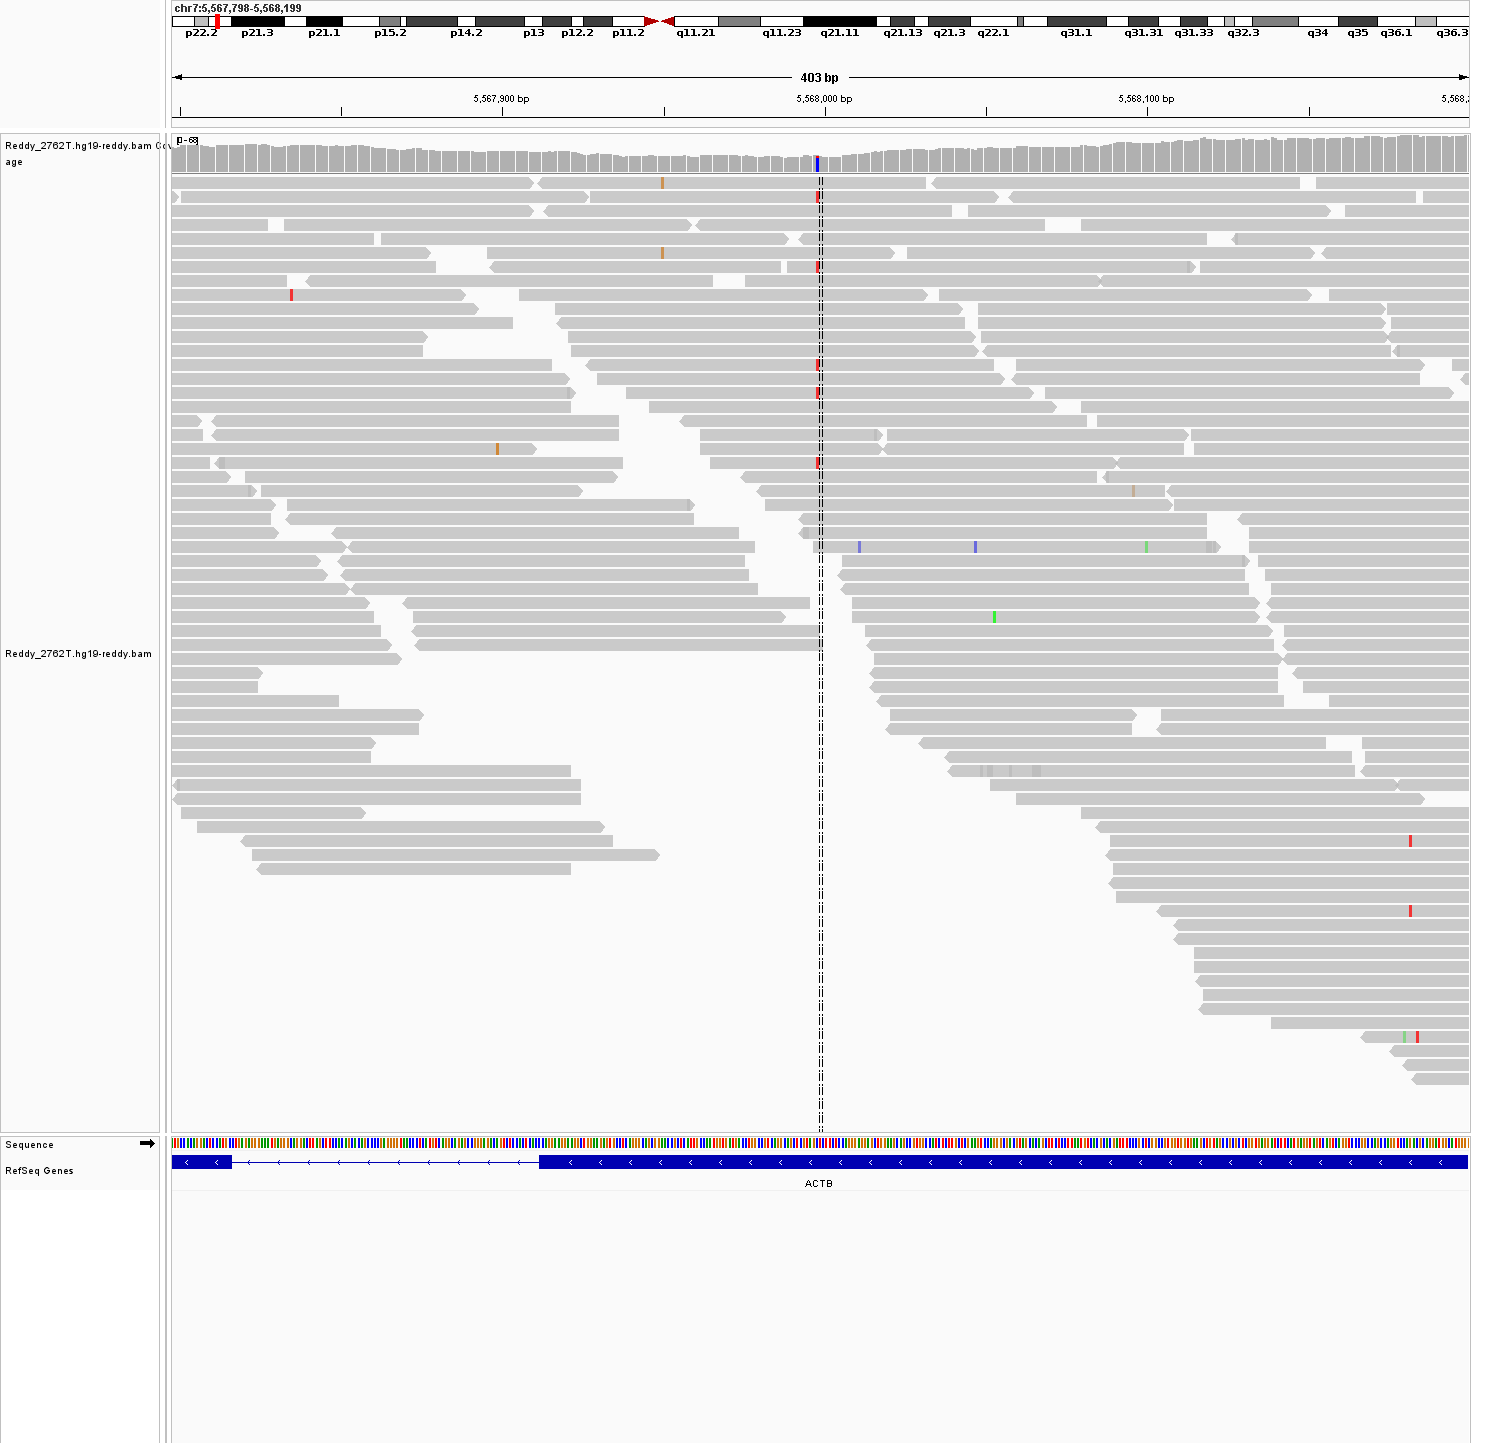 chr7:5,567,798-5,568,199
p22.2 p21.3 p21.1 p15.2 p14.2 p13 p12.2 p11.2 q11.21 q11.23 q21.11 q21.13 q21.3 q22.1 q31.1 q31.31 q31.33 q32.3 q34 q35 q36.1 q36.3
403 bp
5,567,900 bp 5,568,000 bp 5,568,100 bp 5,568,
Reddy_2762T.hg19-reddy.bam Cov
age
[0-68]
Reddy_2762T.hg19-reddy.bam
Sequence
RefSeq Genes
ACTB